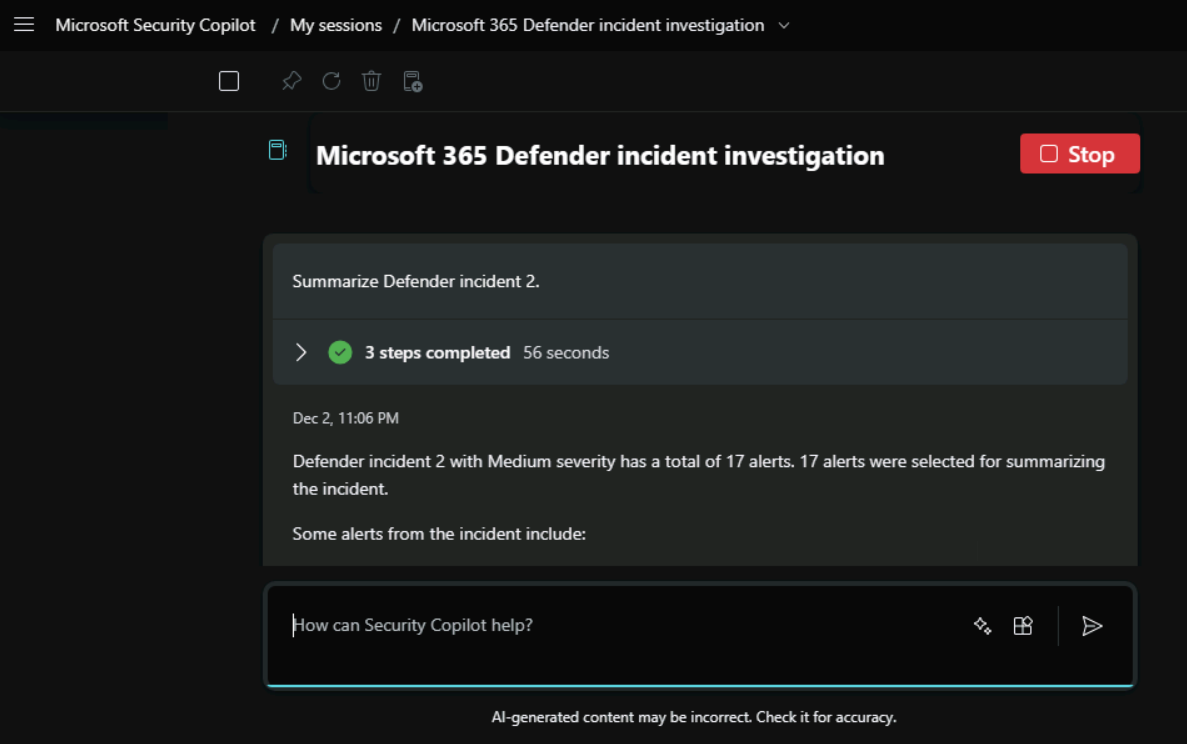 Microsoft Security Copilot / My sessions / Microsoft 365 Defender incident investigation
Microsoft 365 Defender incident investigation
Stop
Summarize Defender incident 2.
3 steps completed 56 seconds
Dec 2, 11:06 PM
Defender incident 2 with Medium severity has a total of 17 alerts. 17 alerts were selected for summarizing
the incident.
Some alerts from the incident include:
How can Security Copilot help?
AI-generated content may be incorrect. Check it for accuracy.